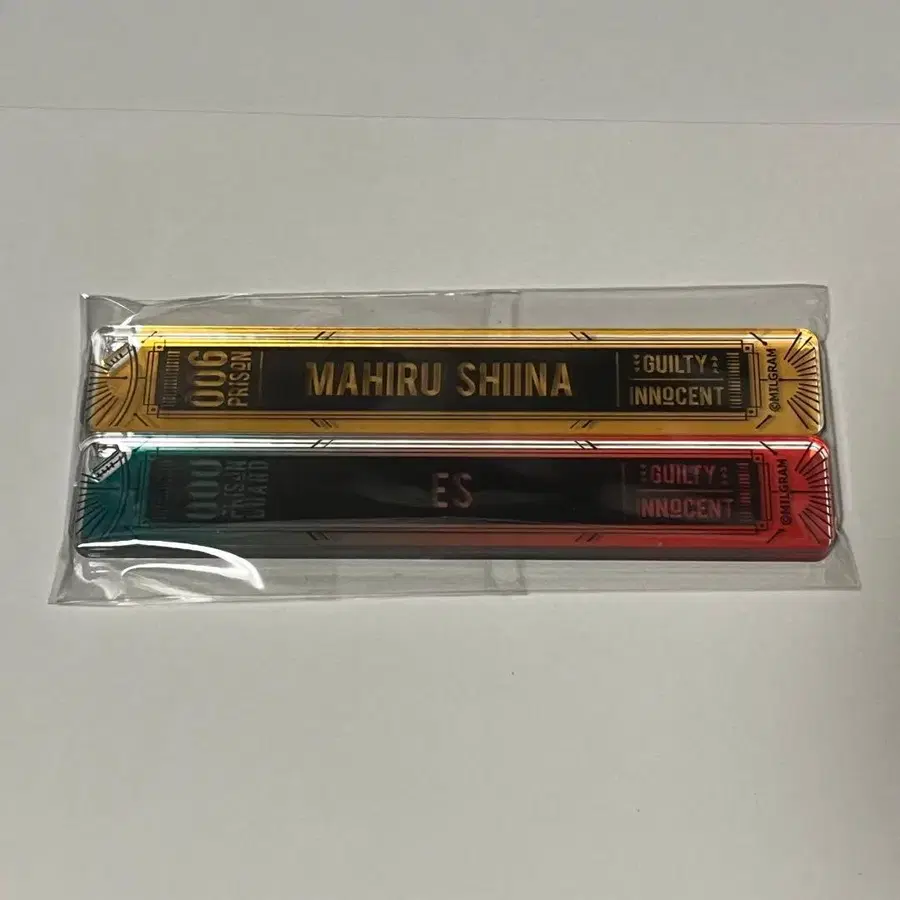 006
PRISON
MAHIRU SHIINA
GUILTY
INNOCENT
©MILGRAM
000
PRISON
GUARD
ES
GUILTY
INNOCENT
©MILGRAM